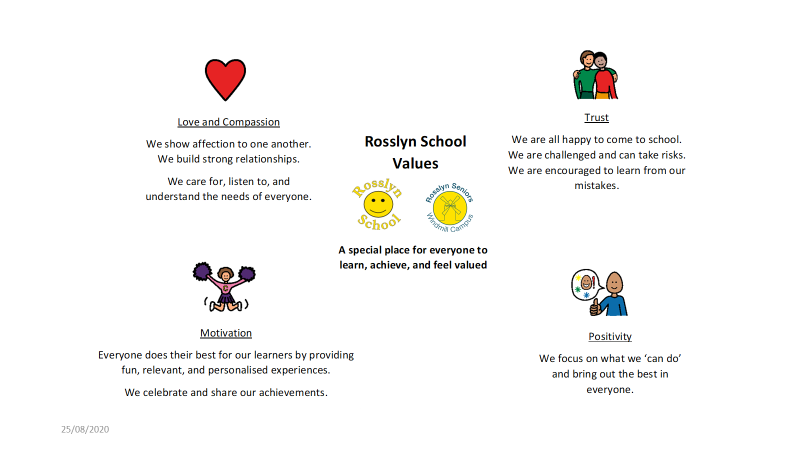 Love and Compassion
We show affection to one another.
We build strong relationships.
We care for, listen to, and
understand the needs of everyone.
Trust
We are all happy to come to school.
We are challenged and can take risks.
We are encouraged to learn from our
mistakes.
Rosslyn School
Values
Rosslyn
School
Rosslyn Seniors
Windmill Campus
A special place for everyone to
learn, achieve, and feel valued
Motivation
Everyone does their best for our learners by providing
fun, relevant, and personalised experiences.
We celebrate and share our achievements.
Positivity
We focus on what we ‘can do’
and bring out the best in
everyone.
25/08/2020